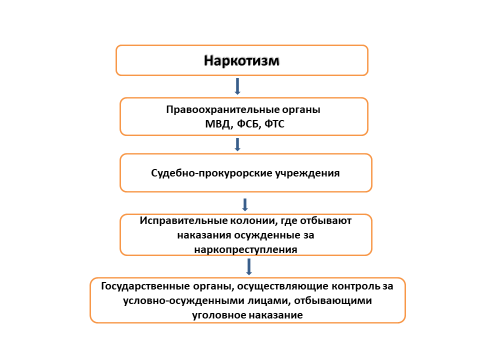 Наркотизм
Правоохранительные органы
МВД, ФСБ, ФТС
Судебно-прокурорские учреждения
Исправительные колонии, где отбывают
наказания осужденные за
наркопреступления
Государственные органы, осуществляющие контроль за
условно-осужденными лицами, отбывающими
уголовное наказание